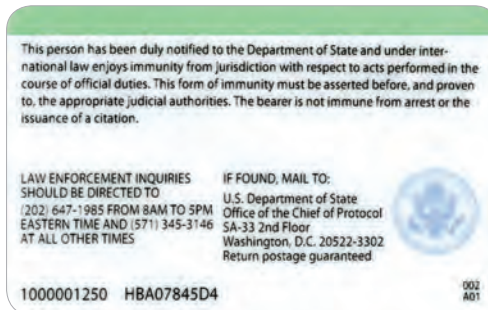 This person has been duly notified to the Department of State and under inter-
national law enjoys immunity from jurisdiction with respect to acts performed in the
course of official duties. This form of immunity must be asserted before, and proven
to, the appropriate judicial authorities. The bearer is not immune from arrest or the
issuance of a citation.
LAW ENFORCEMENT INQUIRIES
SHOULD BE DIRECTED TO
(202) 647-1985 FROM 8AM TO 5PM
EASTERN TIME AND (571) 345-3146
AT ALL OTHER TIMES
IF FOUND, MAIL TO:
U.S. Department of State
Office of the Chief of Protocol
SA-33 2nd Floor
Washington, D.C. 20522-3302
Return postage guaranteed
1000001250 HBA07845D4
002
A01